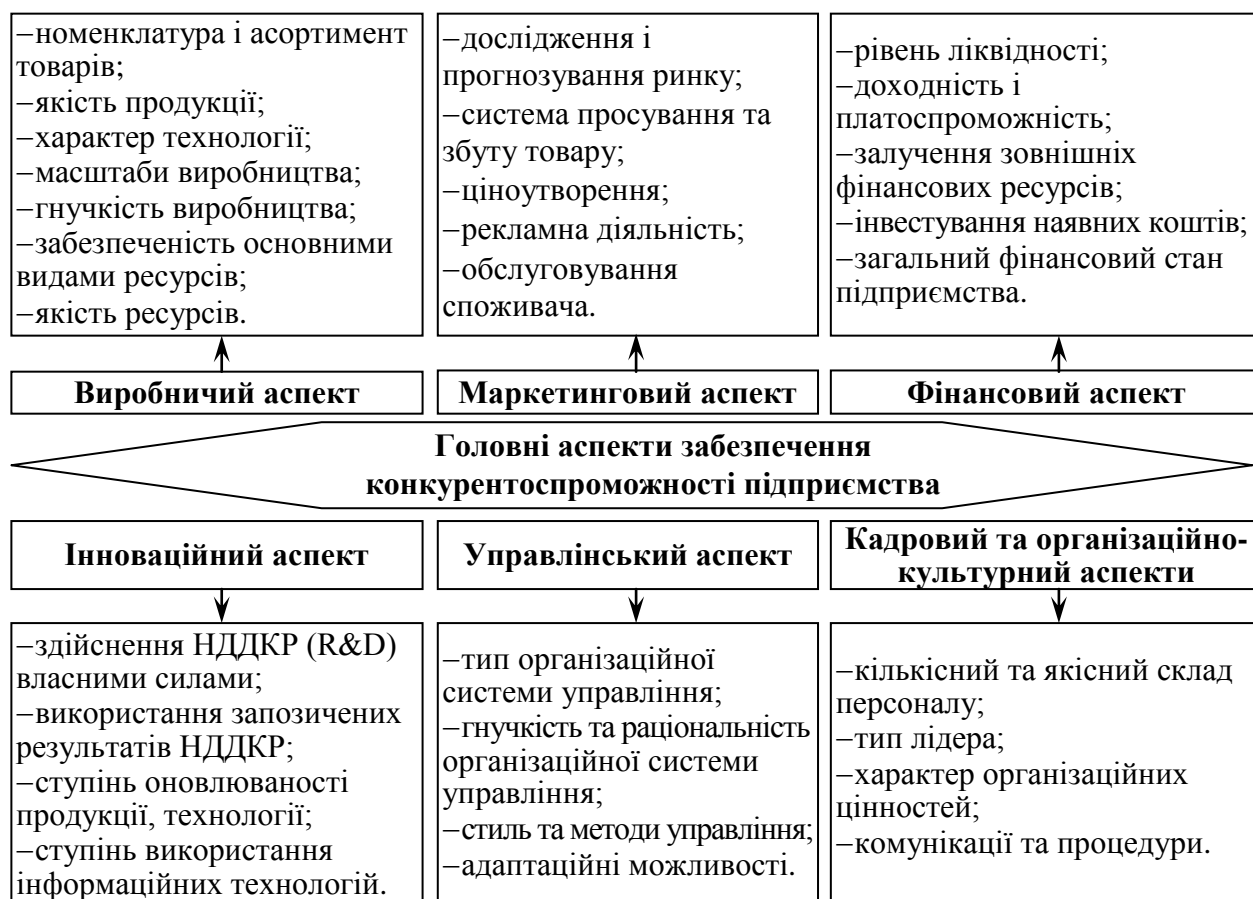 –номенклатура і асортимент
товарів;
–якість продукції;
–характер технології;
–масштаби виробництва;
–гнучкість виробництва;
–забезпеченість основними
видами ресурсів;
–якість ресурсів.
–дослідження і
прогнозування ринку;
–система просування та
збуту товару;
–ціноутворення;
–рекламна діяльність;
–обслуговування
споживача.
–рівень ліквідності;
–доходність і
платоспроможність;
–залучення зовнішніх
фінансових ресурсів;
–інвестування наявних коштів;
–загальний фінансовий стан
підприємства.
Виробничий аспект
Маркетинговий аспект
Фінансовий аспект
Головні аспекти забезпечення
конкурентоспроможності підприємства
Інноваційний аспект
Управлінський аспект
Кадровий та організаційно-
культурний аспекти
–здійснення НДДКР (R&D)
власними силами;
–використання запозичених
результатів НДДКР;
–ступінь оновлюваності
продукції, технології;
–ступінь використання
інформаційних технологій.
–тип організаційної
системи управління;
–гнучкість та раціональність
організаційної системи
управління;
–стиль та методи управління;
–адаптаційні можливості.
–кількісний та якісний склад
персоналу;
–тип лідера;
–характер організаційних
цінностей;
–комунікації та процедури.